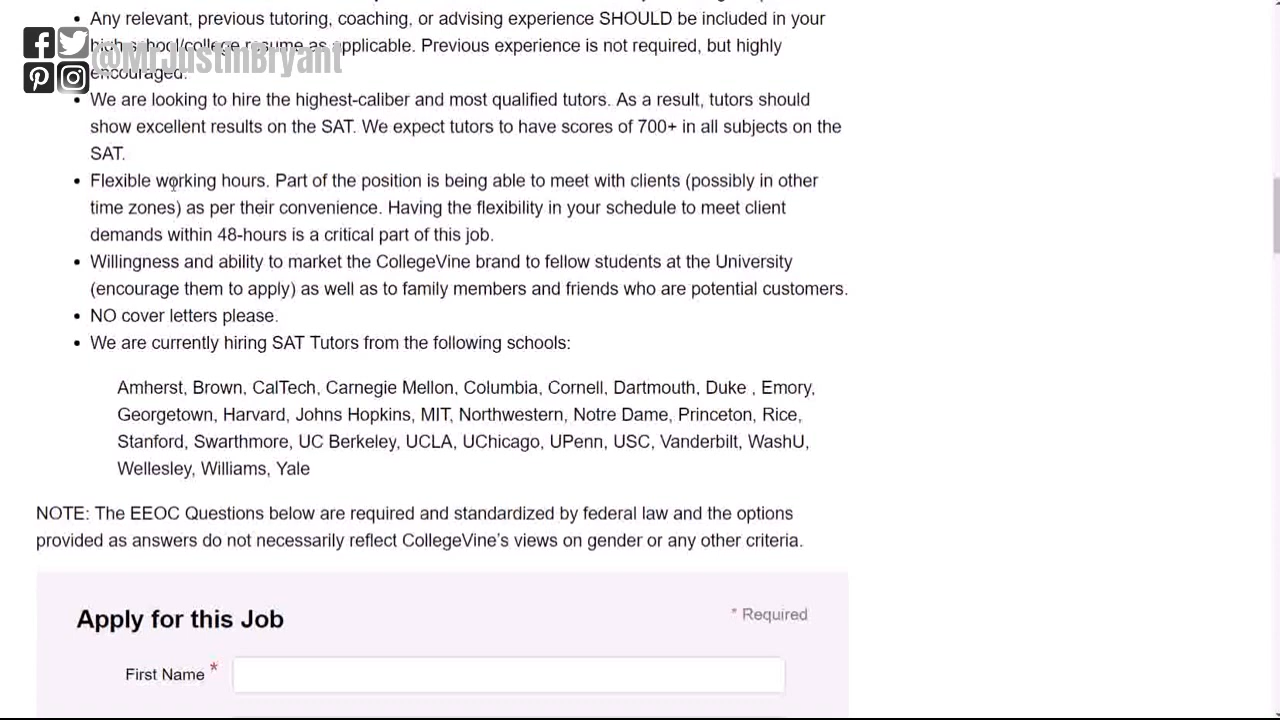 Any relevant, previous tutoring, coaching, or advising experience SHOULD be included in your
high school/college resume as applicable. Previous experience is not required, but highly
encouraged.
@MrJustinBryant
We are looking to hire the highest-caliber and most qualified tutors. As a result, tutors should
show excellent results on the SAT. We expect tutors to have scores of 700+ in all subjects on the
SAT.
Flexible working hours. Part of the position is being able to meet with clients (possibly in other
time zones) as per their convenience. Having the flexibility in your schedule to meet client
demands within 48-hours is a critical part of this job.
Willingness and ability to market the CollegeVine brand to fellow students at the University
(encourage them to apply) as well as to family members and friends who are potential customers.
NO cover letters please.
We are currently hiring SAT Tutors from the following schools:
Amherst, Brown, CalTech, Carnegie Mellon, Columbia, Cornell, Dartmouth, Duke , Emory,
Georgetown, Harvard, Johns Hopkins, MIT, Northwestern, Notre Dame, Princeton, Rice,
Stanford, Swarthmore, UC Berkeley, UCLA, UChicago, UPenn, USC, Vanderbilt, WashU,
Wellesley, Williams, Yale
NOTE: The EEOC Questions below are required and standardized by federal law and the options
provided as answers do not necessarily reflect CollegeVine's views on gender or any other criteria.
Apply for this Job
* Required
First Name *